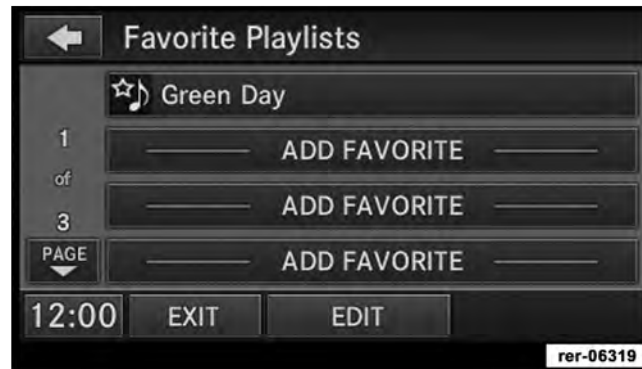 Favorite Playlists
Green Day
1
of
3
ADD FAVORITE
ADD FAVORITE
ADD FAVORITE
PAGE
12:00
EXIT
EDIT
rer-06319